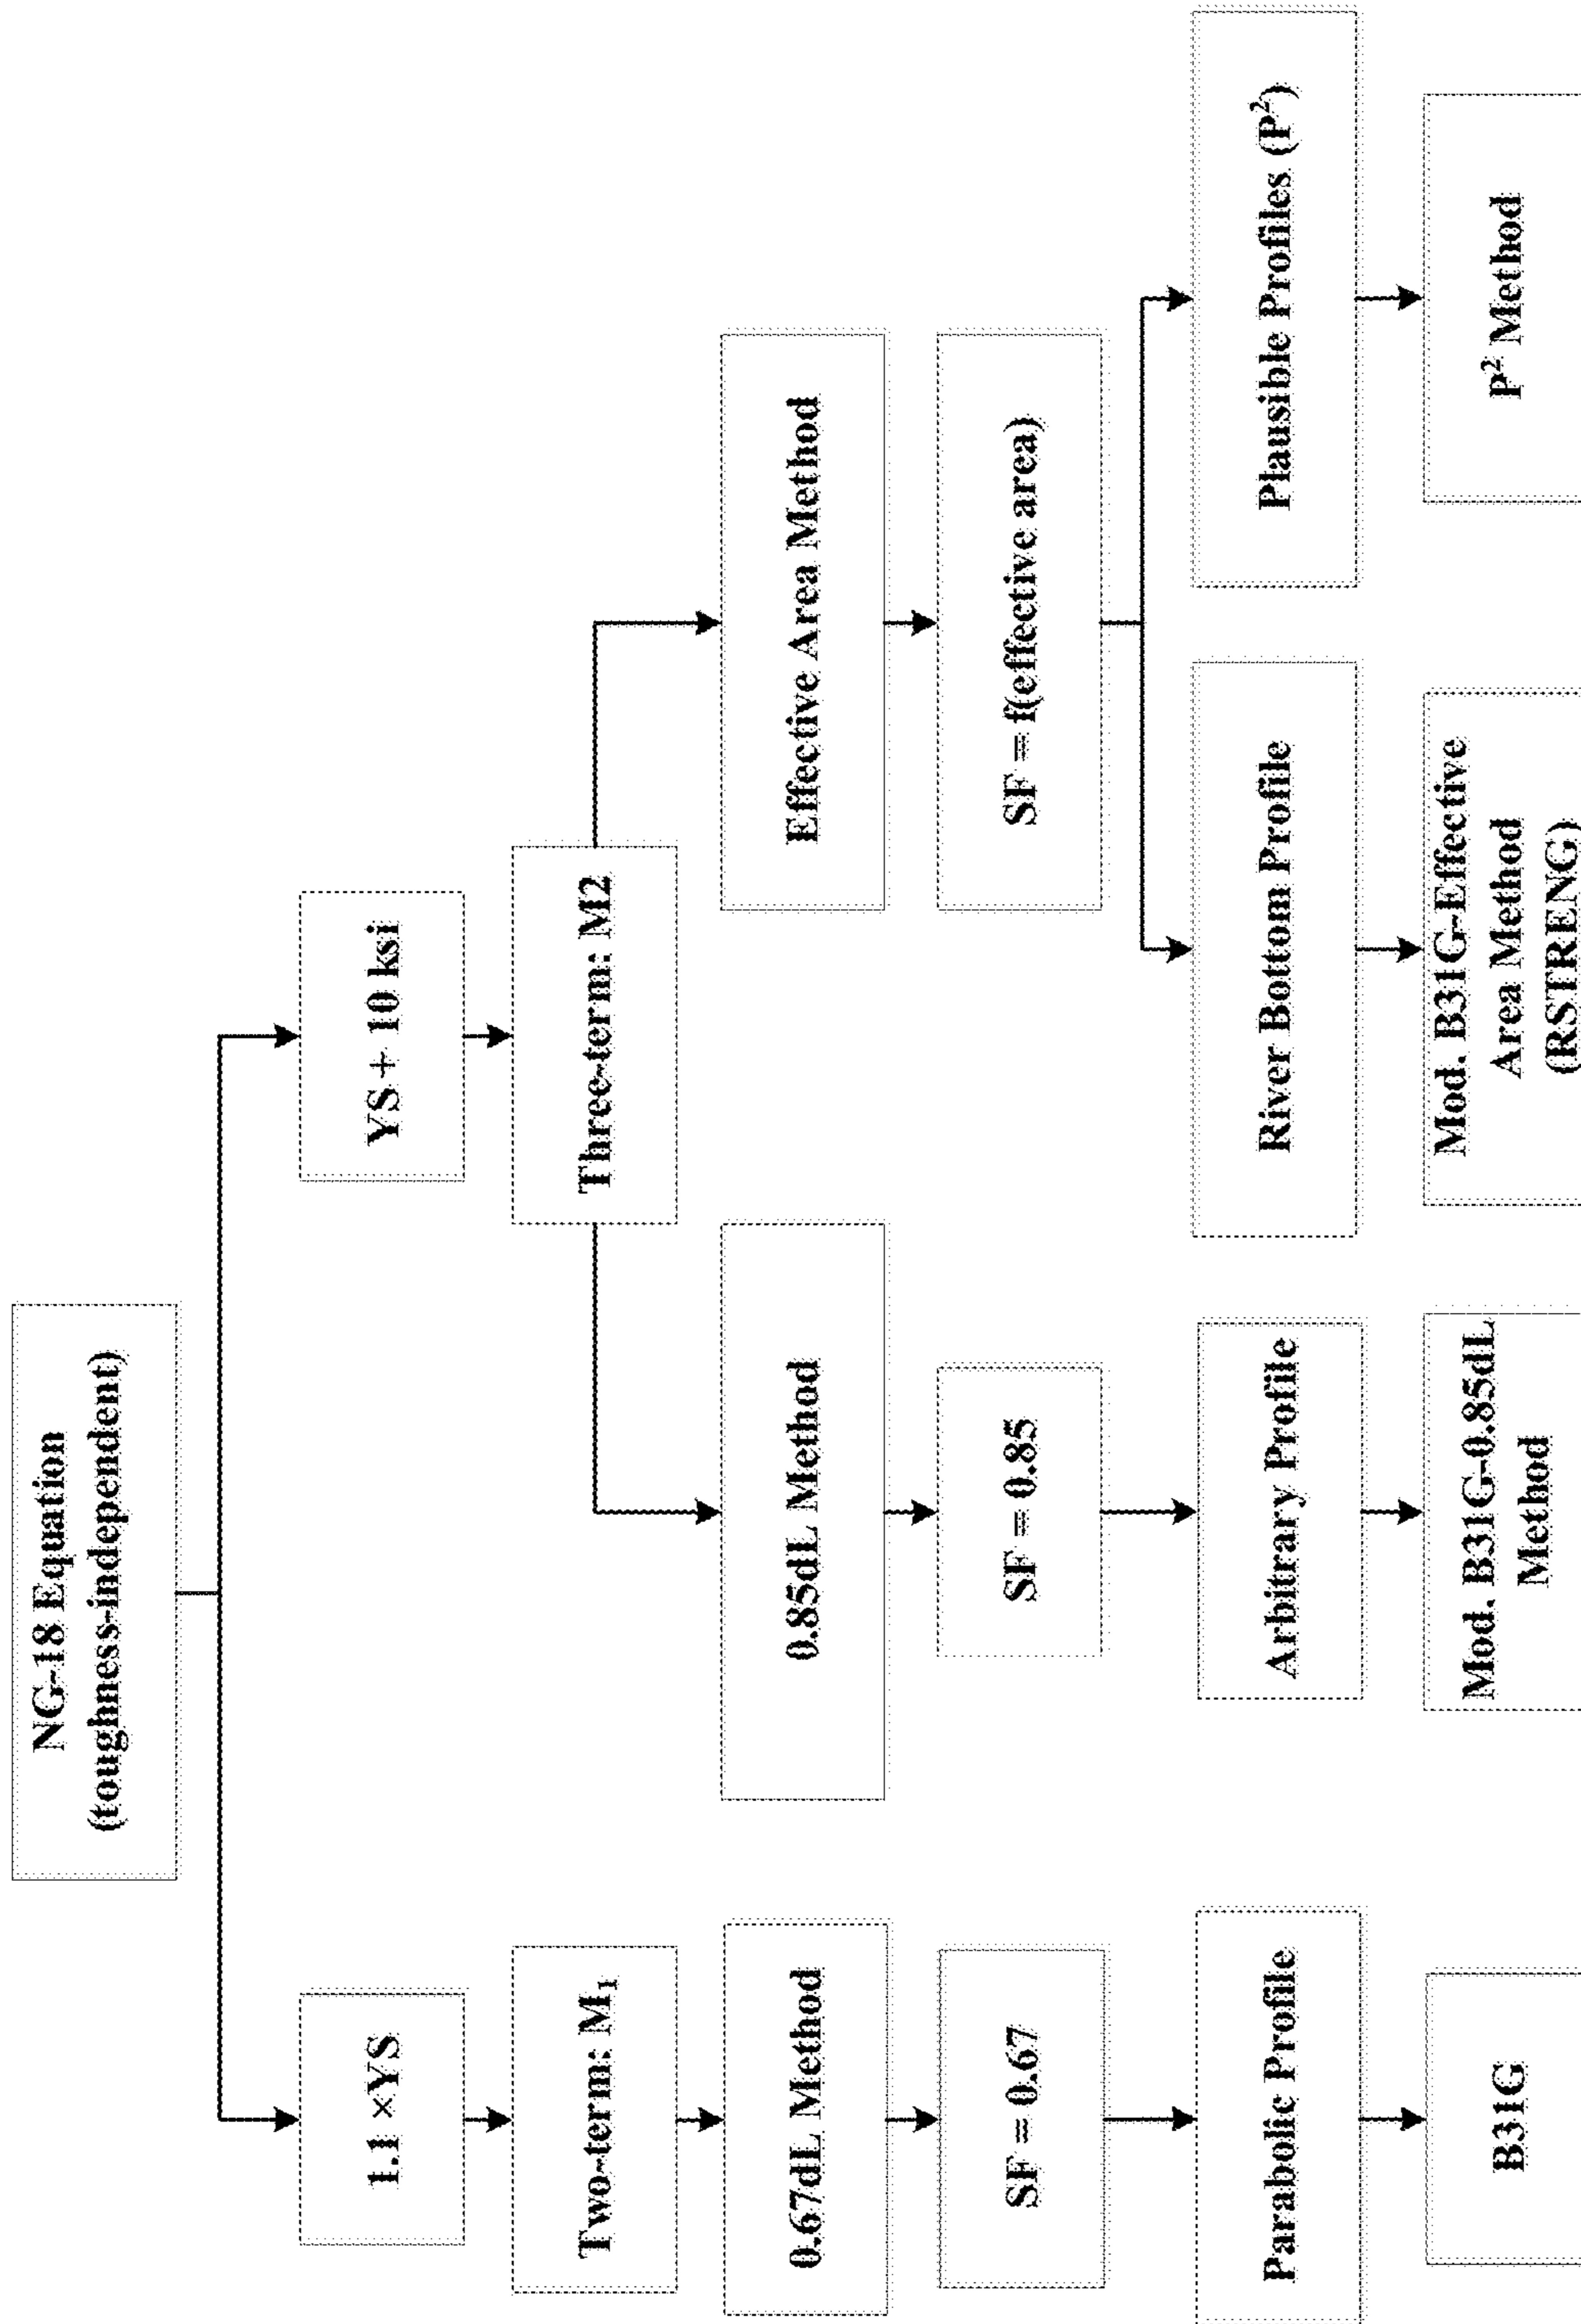 NG-18 Equation
(toughness-independent)
1.1 ×YS
YS + 10 ksi
Two-term: M₁
Three-term: M2
0.67dL Method
0.85dL Method
Effective Area Method
SF = 0.67
SF = 0.85
SF = f(effective area)
Parabolic Profile
Arbitrary Profile
River Bottom Profile
Plausible Profiles (P²)
B31G
Mod. B31G-0.85dL
Method
Mod. B31G-Effective
Area Method
(RSTRENG)
P² Method